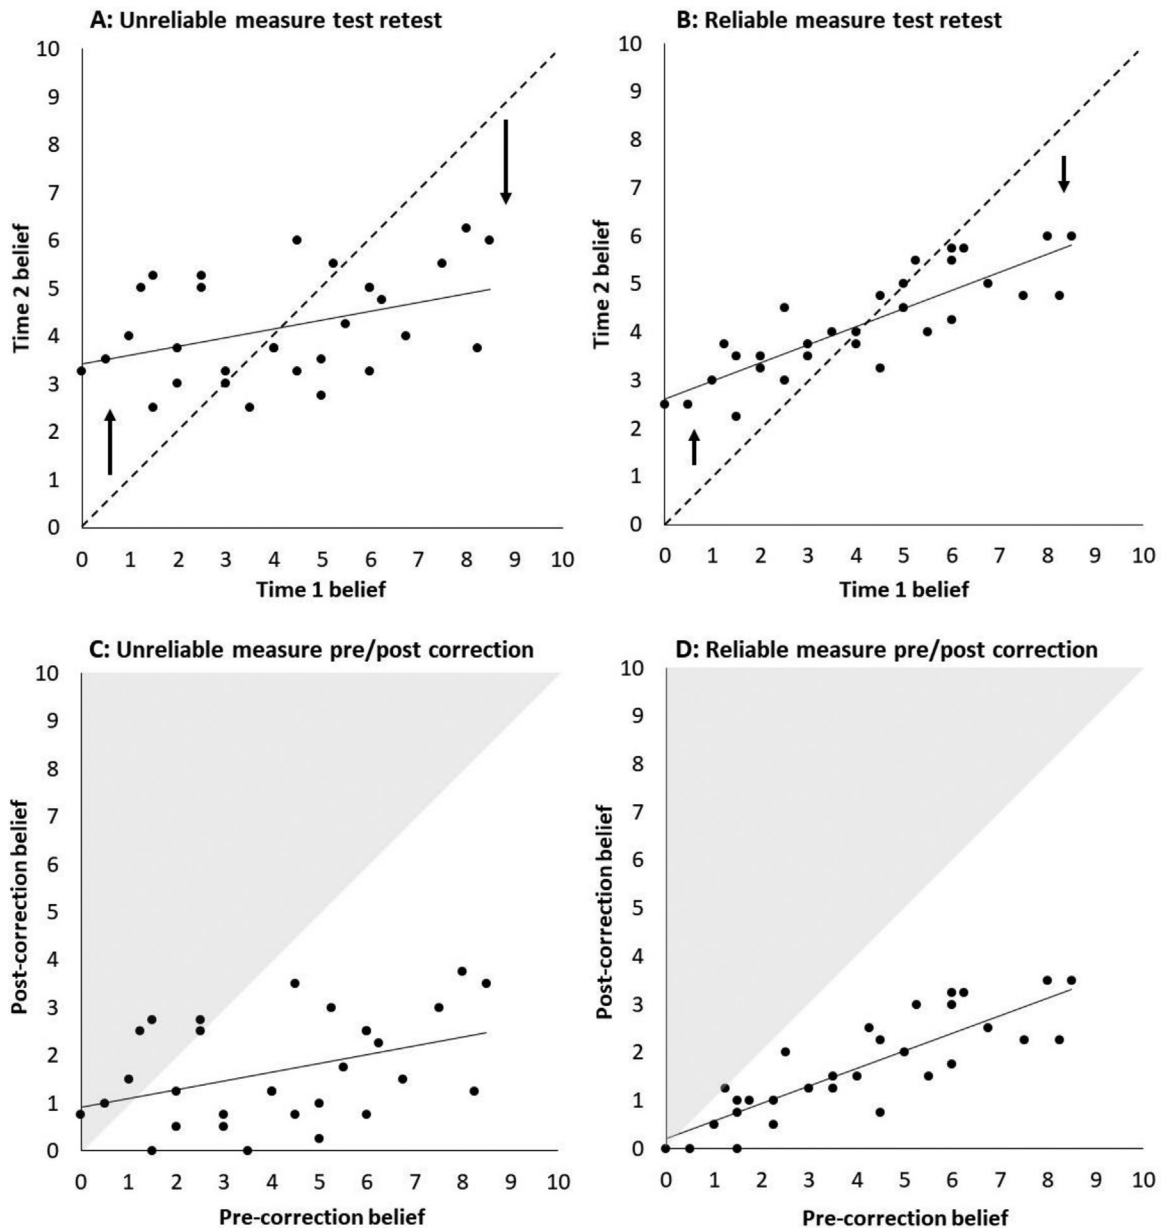 A: Unreliable measure test retest
10
9
8
7
6
5
4
3
2
1
0
Time 2 belief
0 1 2 3 4 5 6 7 8 9 10
Time 1 belief
B: Reliable measure test retest
10
9
8
7
6
5
4
3
2
1
0
Time 2 belief
0 1 2 3 4 5 6 7 8 9 10
Time 1 belief
C: Unreliable measure pre/post correction
10
9
8
7
6
5
4
3
2
1
0
Post-correction belief
0 1 2 3 4 5 6 7 8 9 10
Pre-correction belief
D: Reliable measure pre/post correction
10
9
8
7
6
5
4
3
2
1
0
Post-correction belief
0 1 2 3 4 5 6 7 8 9 10
Pre-correction belief